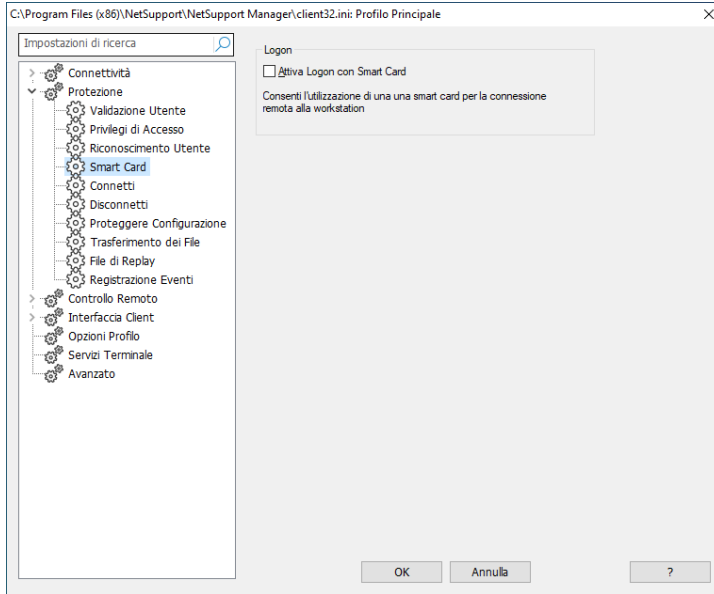 C:\Program Files (x86)\NetSupport\NetSupport Manager\client32.ini: Profilo Principale
Impostazioni di ricerca
Connettività
Protezione
Validazione Utente
Privilegi di Accesso
Riconoscimento Utente
Smart Card
Connetti
Disconnetti
Proteggere Configurazione
Trasferimento dei File
File di Replay
Registrazione Eventi
Controllo Remoto
Interfaccia Client
Opzioni Profilo
Servizi Terminale
Avanzato
Logon
Attiva Logon con Smart Card
Consenti l'utilizzazione di una una smart card per la connessione
remota alla workstation
OK
Annulla
?